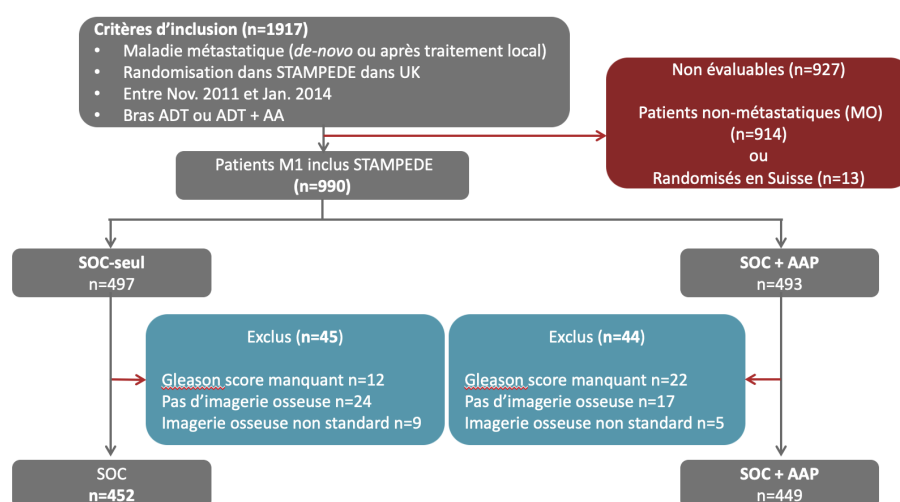 Critères d'inclusion (n=1917)
• Maladie métastatique (de-novo ou après traitement local)
• Randomisation dans STAMPEDE dans UK
• Entre Nov. 2011 et Jan. 2014
• Bras ADT ou ADT + AA
Non évaluables (n=927)
Patients non-métastatiques (MO)
(n=914)
ou
Randomisés en Suisse (n=13)
Patients M1 inclus STAMPEDE
(n=990)
SOC-seul
n=497
SOC + AAP
n=493
Exclus (n=45)
Gleason score manquant n=12
Pas d'imagerie osseuse n=24
Imagerie osseuse non standard n=9
Exclus (n=44)
Gleason score manquant n=22
Pas d'imagerie osseuse n=17
Imagerie osseuse non standard n=5
SOC
n=452
SOC + AAP
n=449